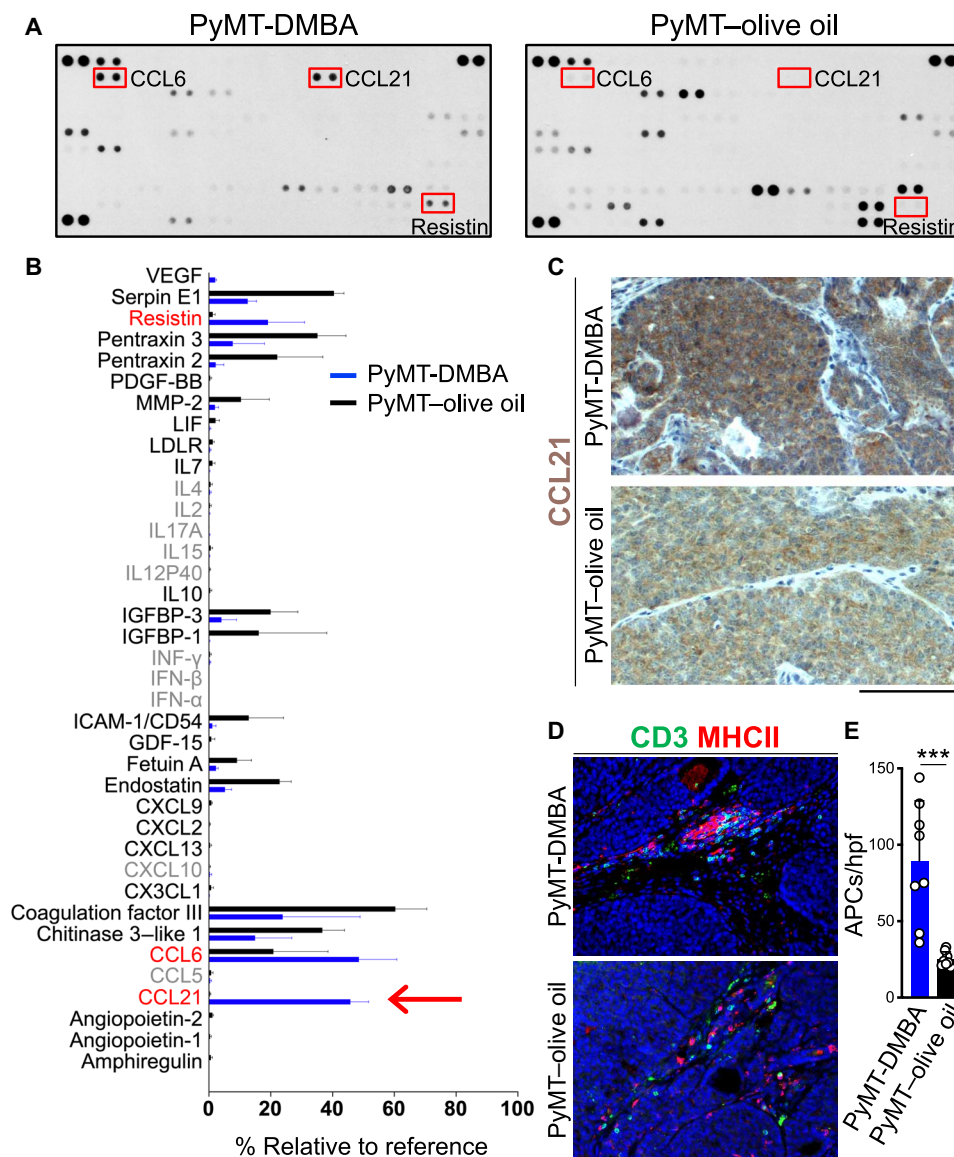 A
PyMT-DMBA
PyMT–olive oil
CCL6
CCL21
Resistin
CCL6
CCL21
Resistin
B
VEGF
Serpin E1
Resistin
Pentraxin 3
Pentraxin 2
PDGF-BB
MMP-2
LIF
LDLR
IL7
IL4
IL2
IL17A
IL15
IL12P40
IL10
IGFBP-3
IGFBP-1
INF-γ
IFN-β
IFN-α
ICAM-1/CD54
GDF-15
Fetuin A
Endostatin
CXCL9
CXCL2
CXCL13
CXCL10
CX3CL1
Coagulation factor III
Chitinase 3–like 1
CCL6
CCL5
CCL21
Angiopoietin-2
Angiopoietin-1
Amphiregulin
PyMT-DMBA
PyMT–olive oil
0 20 40 60 80 100
% Relative to reference
C
CCL21
PyMT-DMBA
PyMT–olive oil
D
CD3 MHCII
PyMT-DMBA
PyMT–olive oil
E
***
150
100
50
0
APCs/hpf
PyMT-DMBA
PyMT–olive oil